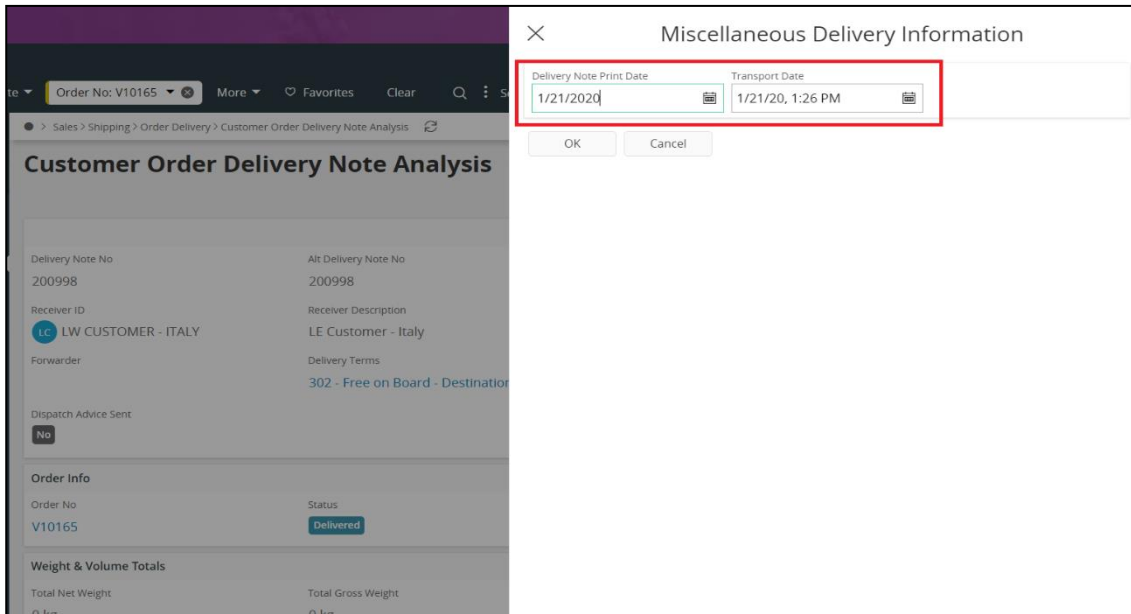 Miscellaneous Delivery Information
Delivery Note Print Date Transport Date
1/21/2020 1/21/20, 1:26 PM
OK Cancel
te Order No: V10165 More Favorites Clear
Sales > Shipping > Order Delivery > Customer Order Delivery Note Analysis
Customer Order Delivery Note Analysis
Delivery Note No Alt Delivery Note No
200998 200998
Receiver ID Receiver Description
LC LW CUSTOMER - ITALY LE Customer - Italy
Forwarder Delivery Terms
302 - Free on Board - Destination
Dispatch Advice Sent
No
Order Info
Order No Status
V10165 Delivered
Weight & Volume Totals
Total Net Weight Total Gross Weight